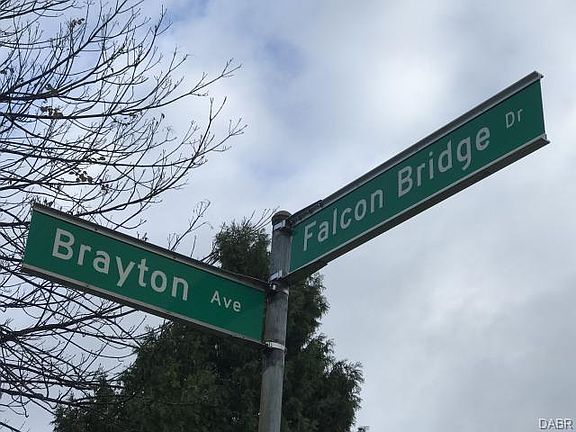 Brayton Ave
Falcon Bridge Dr
DABR